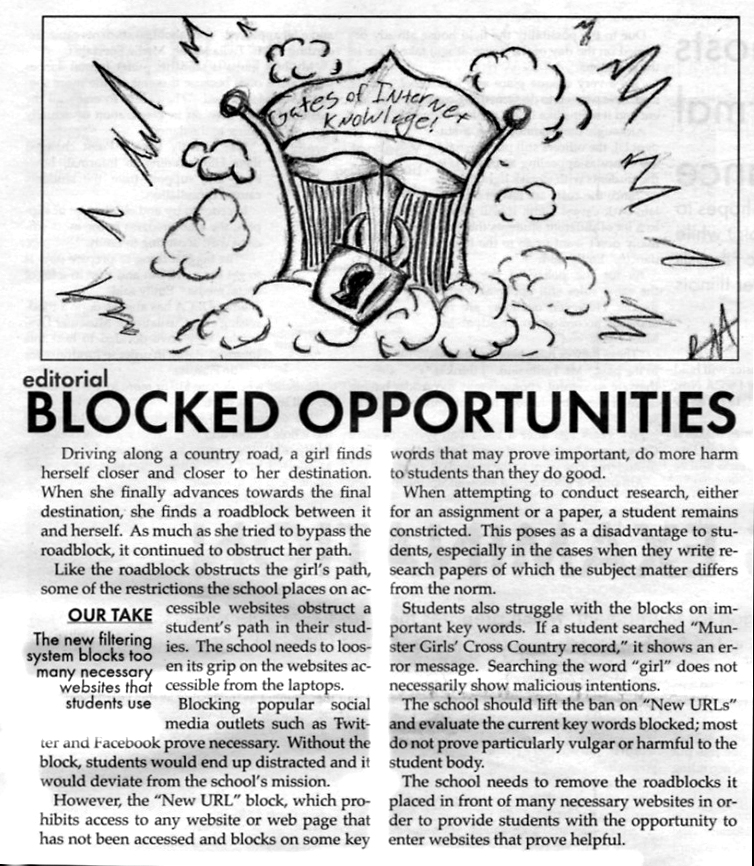 Gates of Internet
Knowlege!
editorial
BLOCKED OPPORTUNITIES
Driving along a country road, a girl finds
herself closer and closer to her destination.
When she finally advances towards the final
destination, she finds a roadblock between it
and herself. As much as she tried to bypass the
roadblock, it continued to obstruct her path.
Like the roadblock obstructs the girl's path,
some of the restrictions the school places on ac-
cessible websites obstruct a
student's path in their stud-
ies. The school needs to loos-
en its grip on the websites ac-
cessible from the laptops.
Blocking popular social
media outlets such as Twit-
ter and Facebook prove necessary. Without the
block, students would end up distracted and it
would deviate from the school's mission.
However, the "New URL" block, which pro-
hibits access to any website or web page that
has not been accessed and blocks on some key
OUR TAKE
The new filtering
system blocks too
many necessary
websites that
students use
words that may prove important, do more harm
to students than they do good.
When attempting to conduct research, either
for an assignment or a paper, a student remains
constricted. This poses as a disadvantage to stu-
dents, especially in the cases when they write re-
search papers of which the subject matter differs
from the norm.
Students also struggle with the blocks on im-
portant key words. If a student searched "Mun-
ster Girls' Cross Country record," it shows an er-
ror message. Searching the word "girl" does not
necessarily show malicious intentions.
The school should lift the ban on "New URLs"
and evaluate the current key words blocked; most
do not prove particularly vulgar or harmful to the
student body.
The school needs to remove the roadblocks it
placed in front of many necessary websites in or-
der to provide students with the opportunity to
enter websites that prove helpful.